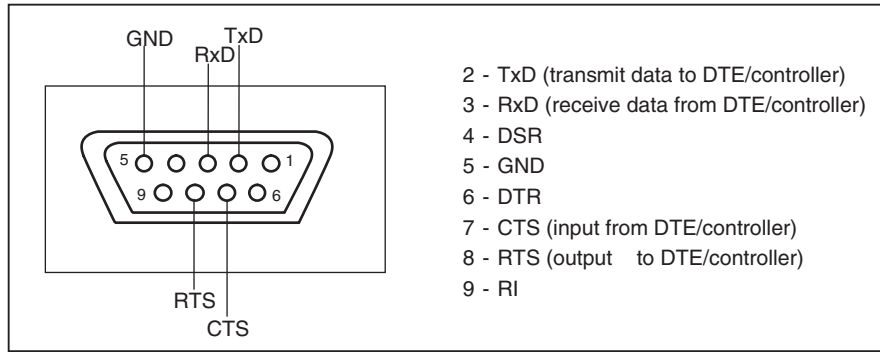 GND
TxD
RxD
5
1
9
6
RTS
CTS
2 - TxD (transmit data to DTE/controller)
3 - RxD (receive data from DTE/controller)
4 - DSR
5 - GND
6 - DTR
7 - CTS (input from DTE/controller)
8 - RTS (output to DTE/controller)
9 - RI